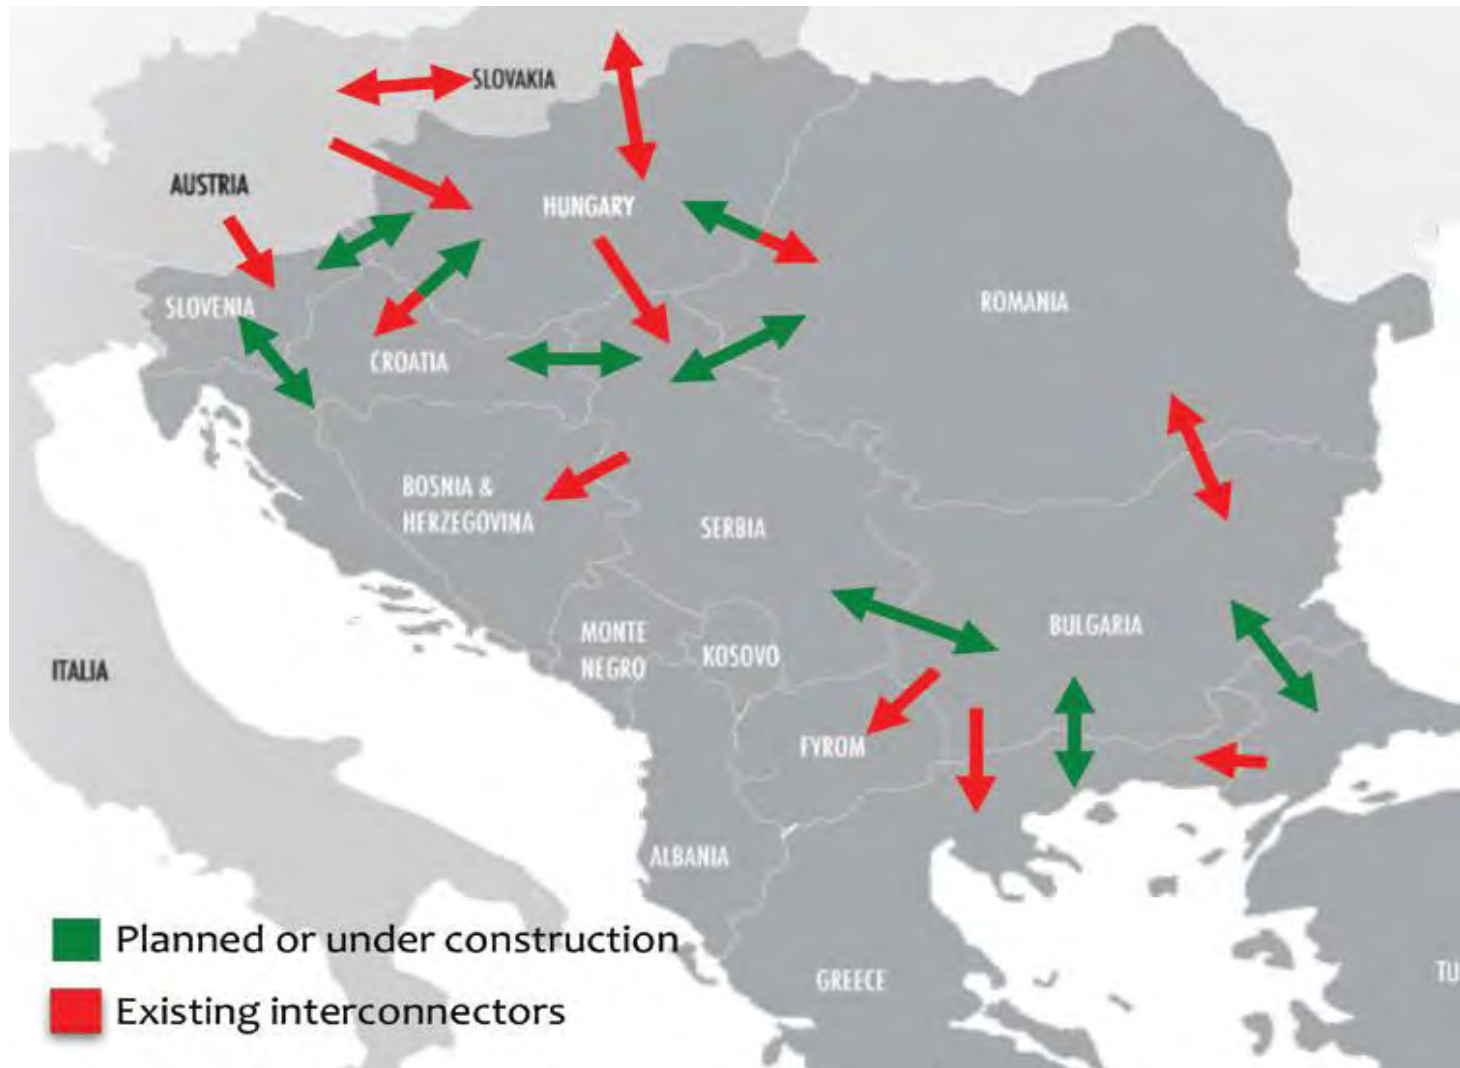 SLOVAKIA
AUSTRIA
HUNGARY
SLOVENIA
ROMANIA
CROATIA
BOSNIA &
HERZEGOVINA
SERBIA
MONTE
NEGRO
KOSOVO
BULGARIA
ITALIA
FYROM
ALBANIA
GREECE
TU
Planned or under construction
Existing interconnectors